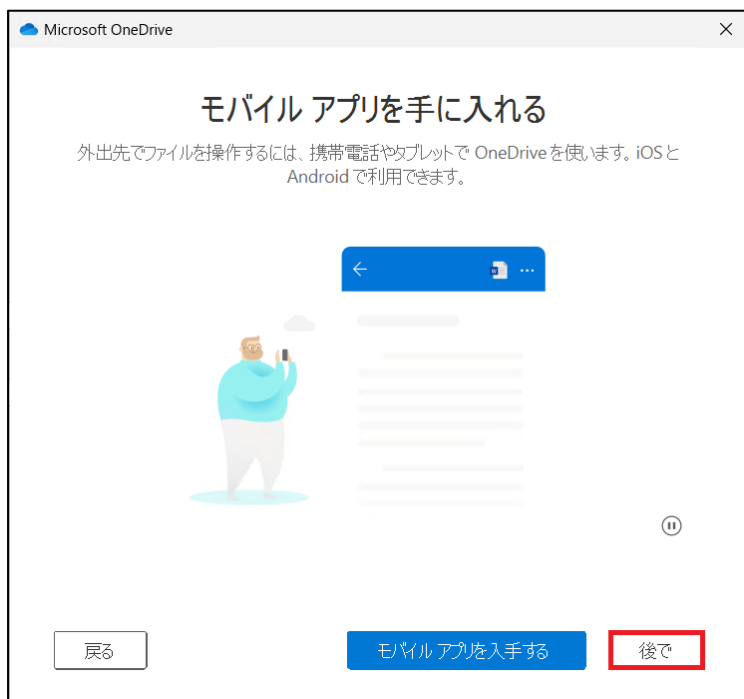 Microsoft OneDrive
モバイル アプリを手に入れる
外出先でファイルを操作するには、携帯電話やタブレットで OneDrive を使います。iOS と
Android で利用できます。
戻る
モバイル アプリを入手する
後で